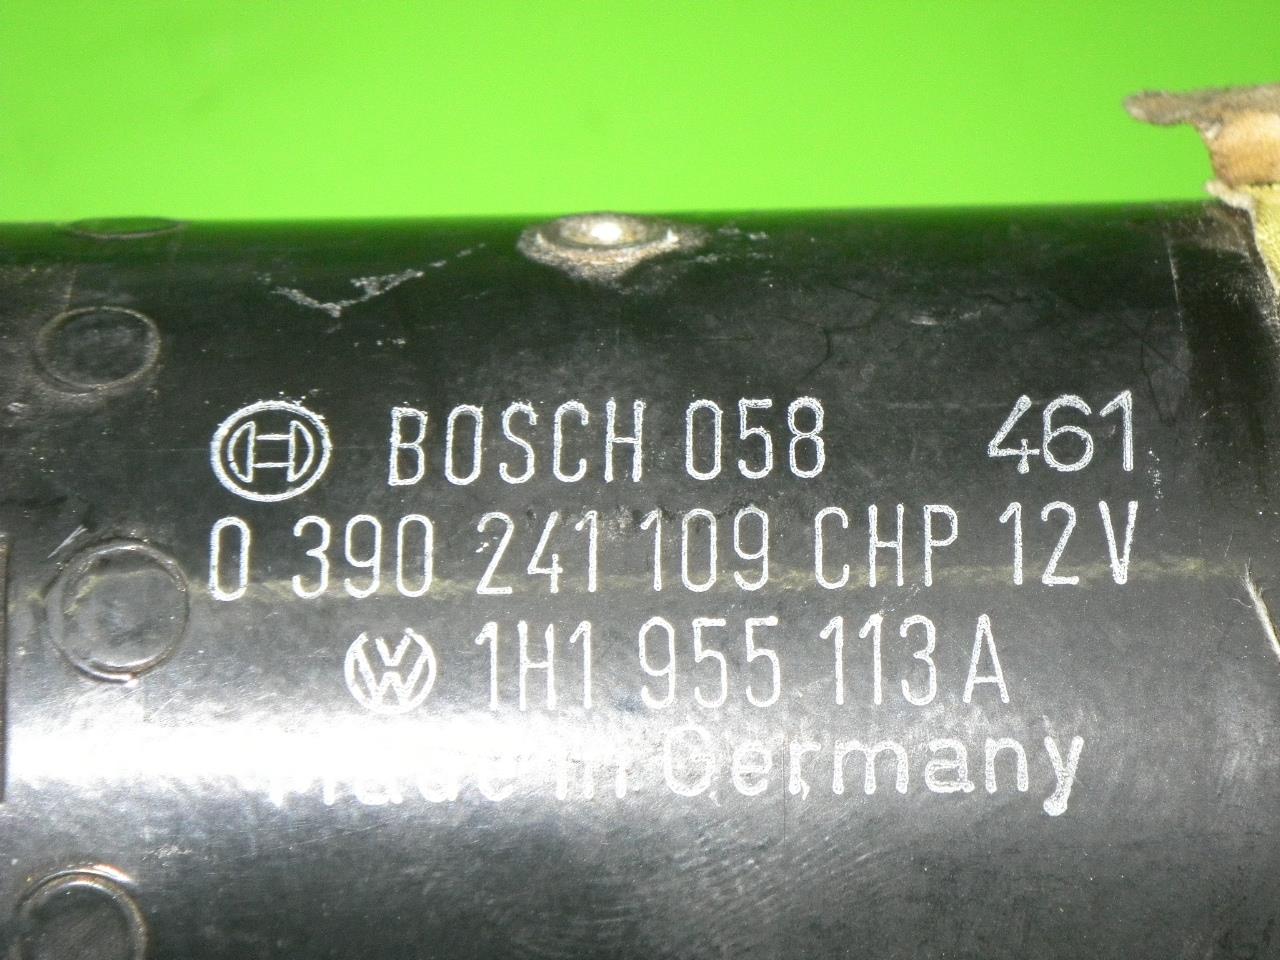 BOSCH 058 461
0 390 241 109 CHP 12V
1H1 955 113 A
Made in Germany